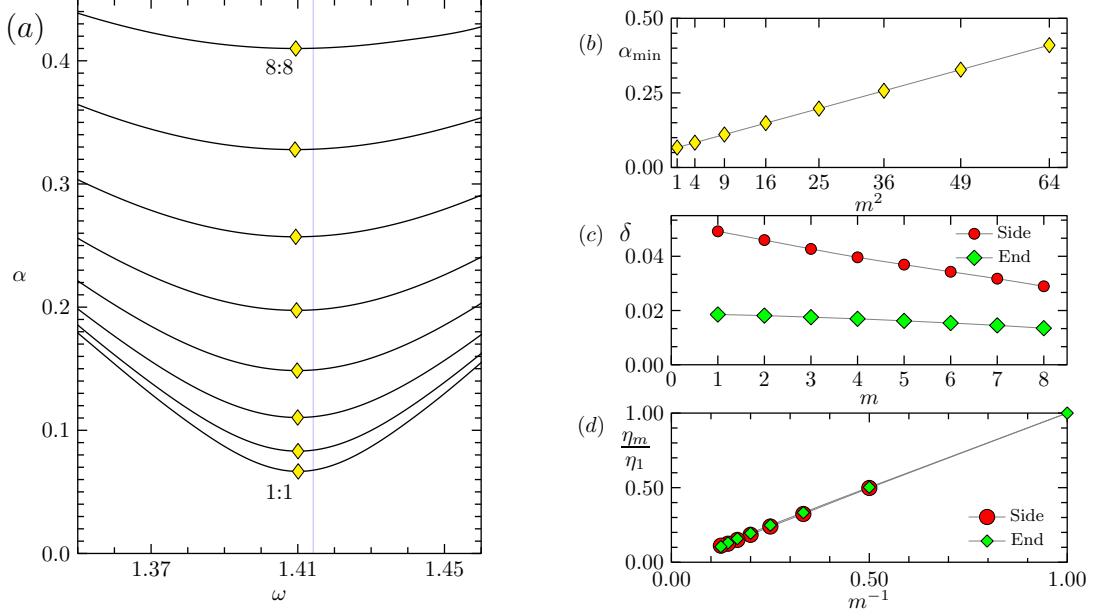 (a)
0.4
0.3
0.2
0.1
0.0
α
8:8
1:1
1.37
1.41
1.45
ω
(b)
α_min
0.50
0.25
0.00
1 4 9 16 25 36 49 64
m²
(c)
δ
0.04
0.02
0.00
Side
End
0 1 2 3 4 5 6 7 8
m
(d)
η_m
η_1
1.00
0.50
0.00
Side
End
0.00 0.50 1.00
m⁻¹